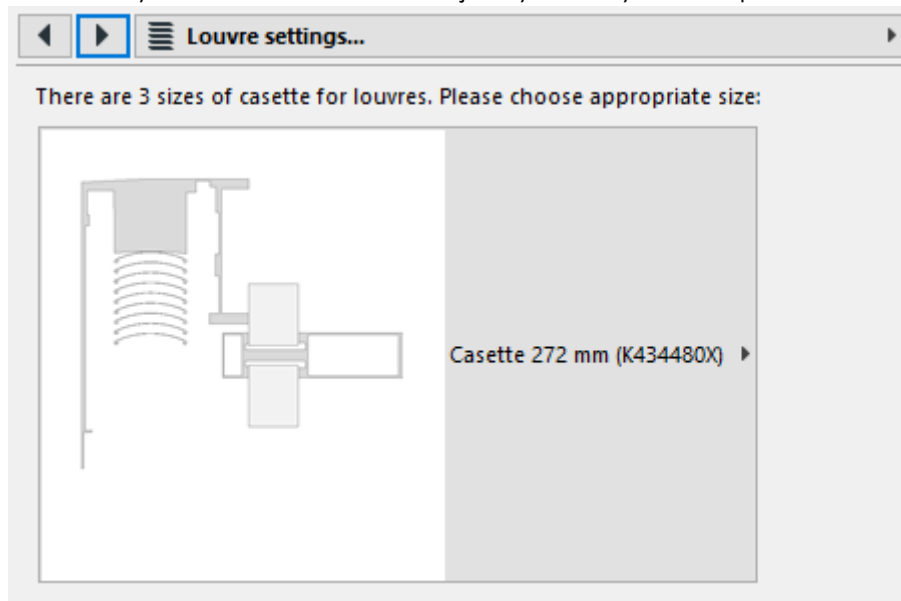 Louvre settings...
There are 3 sizes of casette for louvres. Please choose appropriate size:
Casette 272 mm (K434480X)